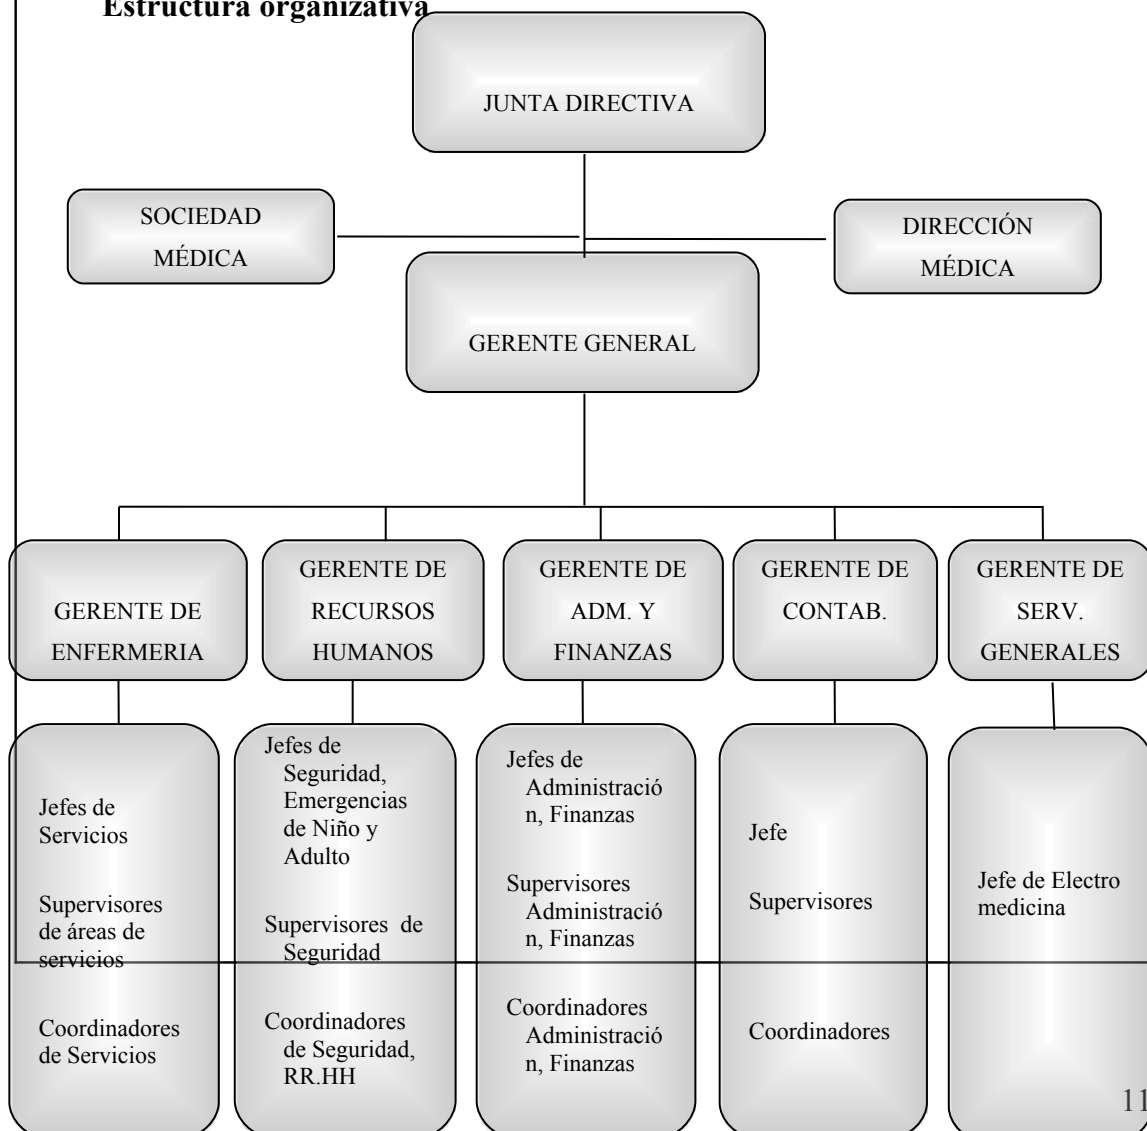 Estructura organizativa
JUNTA DIRECTIVA
SOCIEDAD
MÉDICA
DIRECCIÓN
MÉDICA
GERENTE GENERAL
GERENTE DE
ENFERMERIA
GERENTE DE
RECURSOS
HUMANOS
GERENTE DE
ADM. Y
FINANZAS
GERENTE DE
CONTAB.
GERENTE DE
SERV.
GENERALES
Jefes de
Servicios
Supervisores
de áreas de
servicios
Coordinadores
de Servicios
Jefes de
Seguridad,
Emergencias
de Niño y
Adulto
Supervisores de
Seguridad
Coordinadores
de Seguridad,
RR.HH
Jefes de
Administració
n, Finanzas
Supervisores
Administració
n, Finanzas
Coordinadores
Administració
n, Finanzas
Jefe
Supervisores
Coordinadores
Jefe de Electro
medicina
11